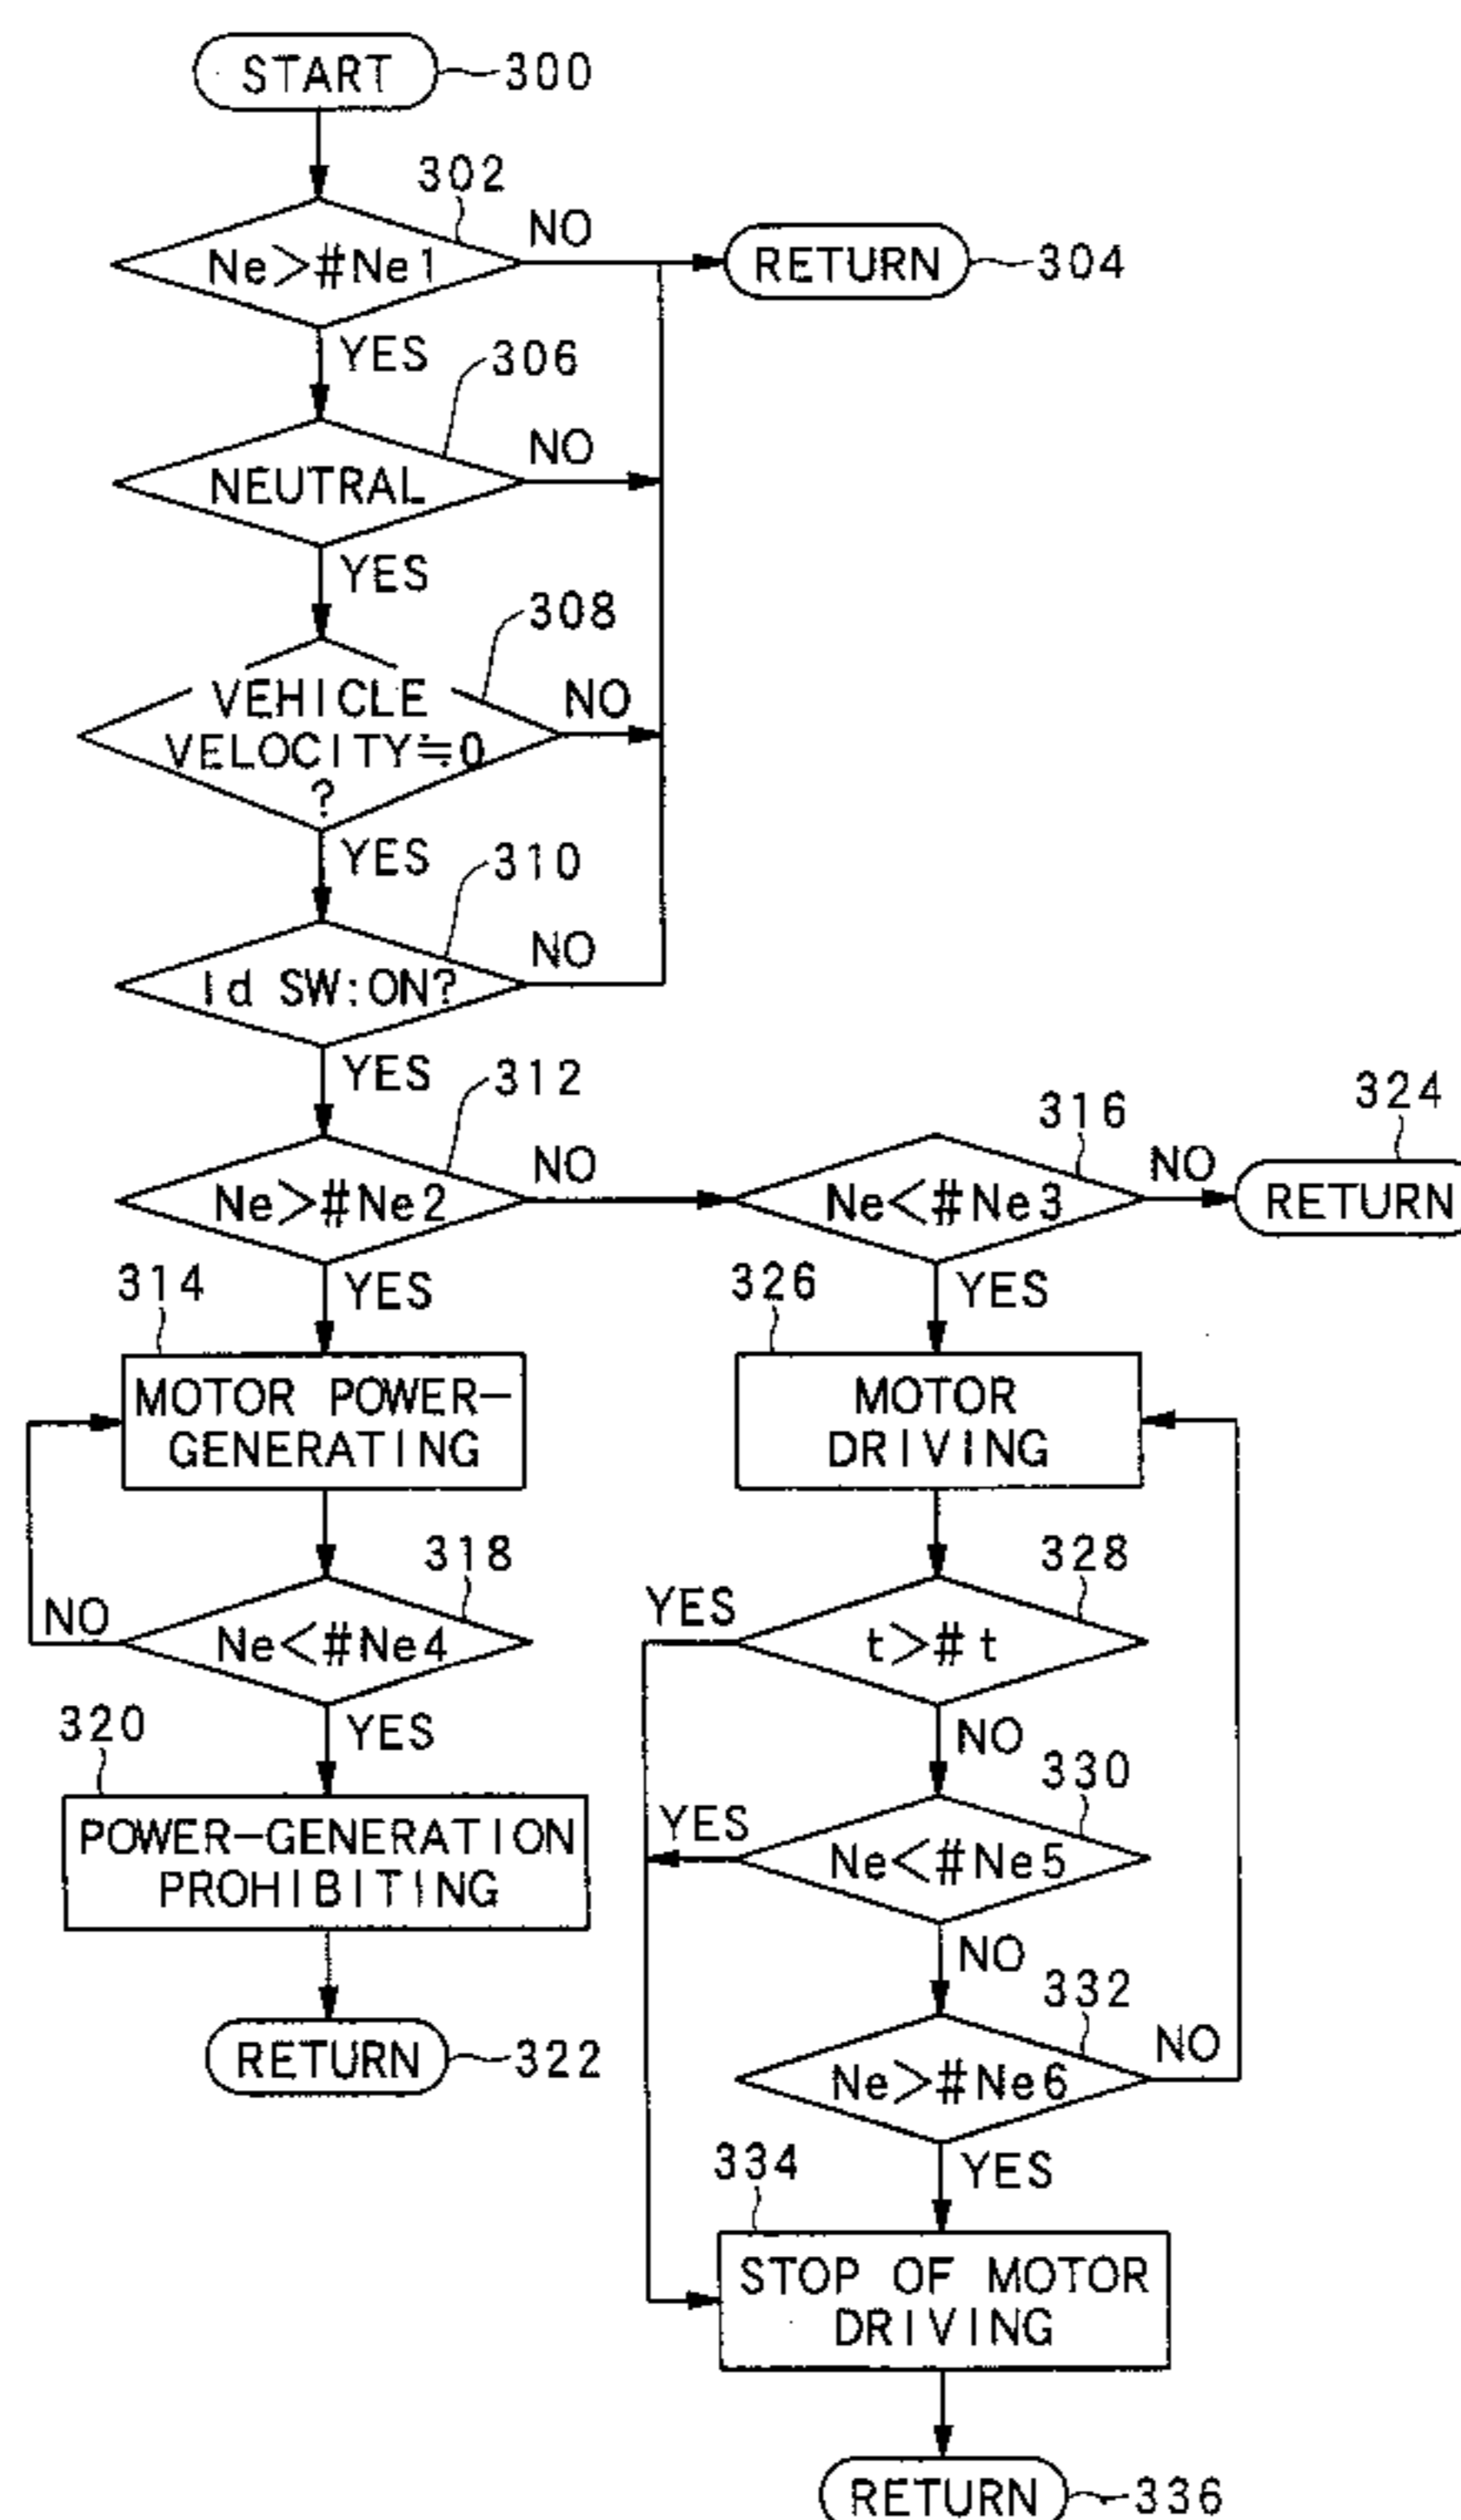 START
300
302
Ne>#Ne1
NO
RETURN
304
YES
306
NEUTRAL
NO
YES
308
VEHICLE
VELOCITY≒0
?
NO
YES
310
Id SW:ON?
NO
YES
312
Ne>#Ne2
NO
316
Ne<#Ne3
NO
324
RETURN
YES
314
MOTOR POWER-
GENERATING
318
Ne<#Ne4
NO
YES
320
POWER-GENERATION
PROHIBITING
RETURN
322
YES
326
MOTOR
DRIVING
328
t>#t
YES
NO
330
Ne<#Ne5
YES
NO
332
Ne>#Ne6
NO
YES
334
STOP OF MOTOR
DRIVING
RETURN
336